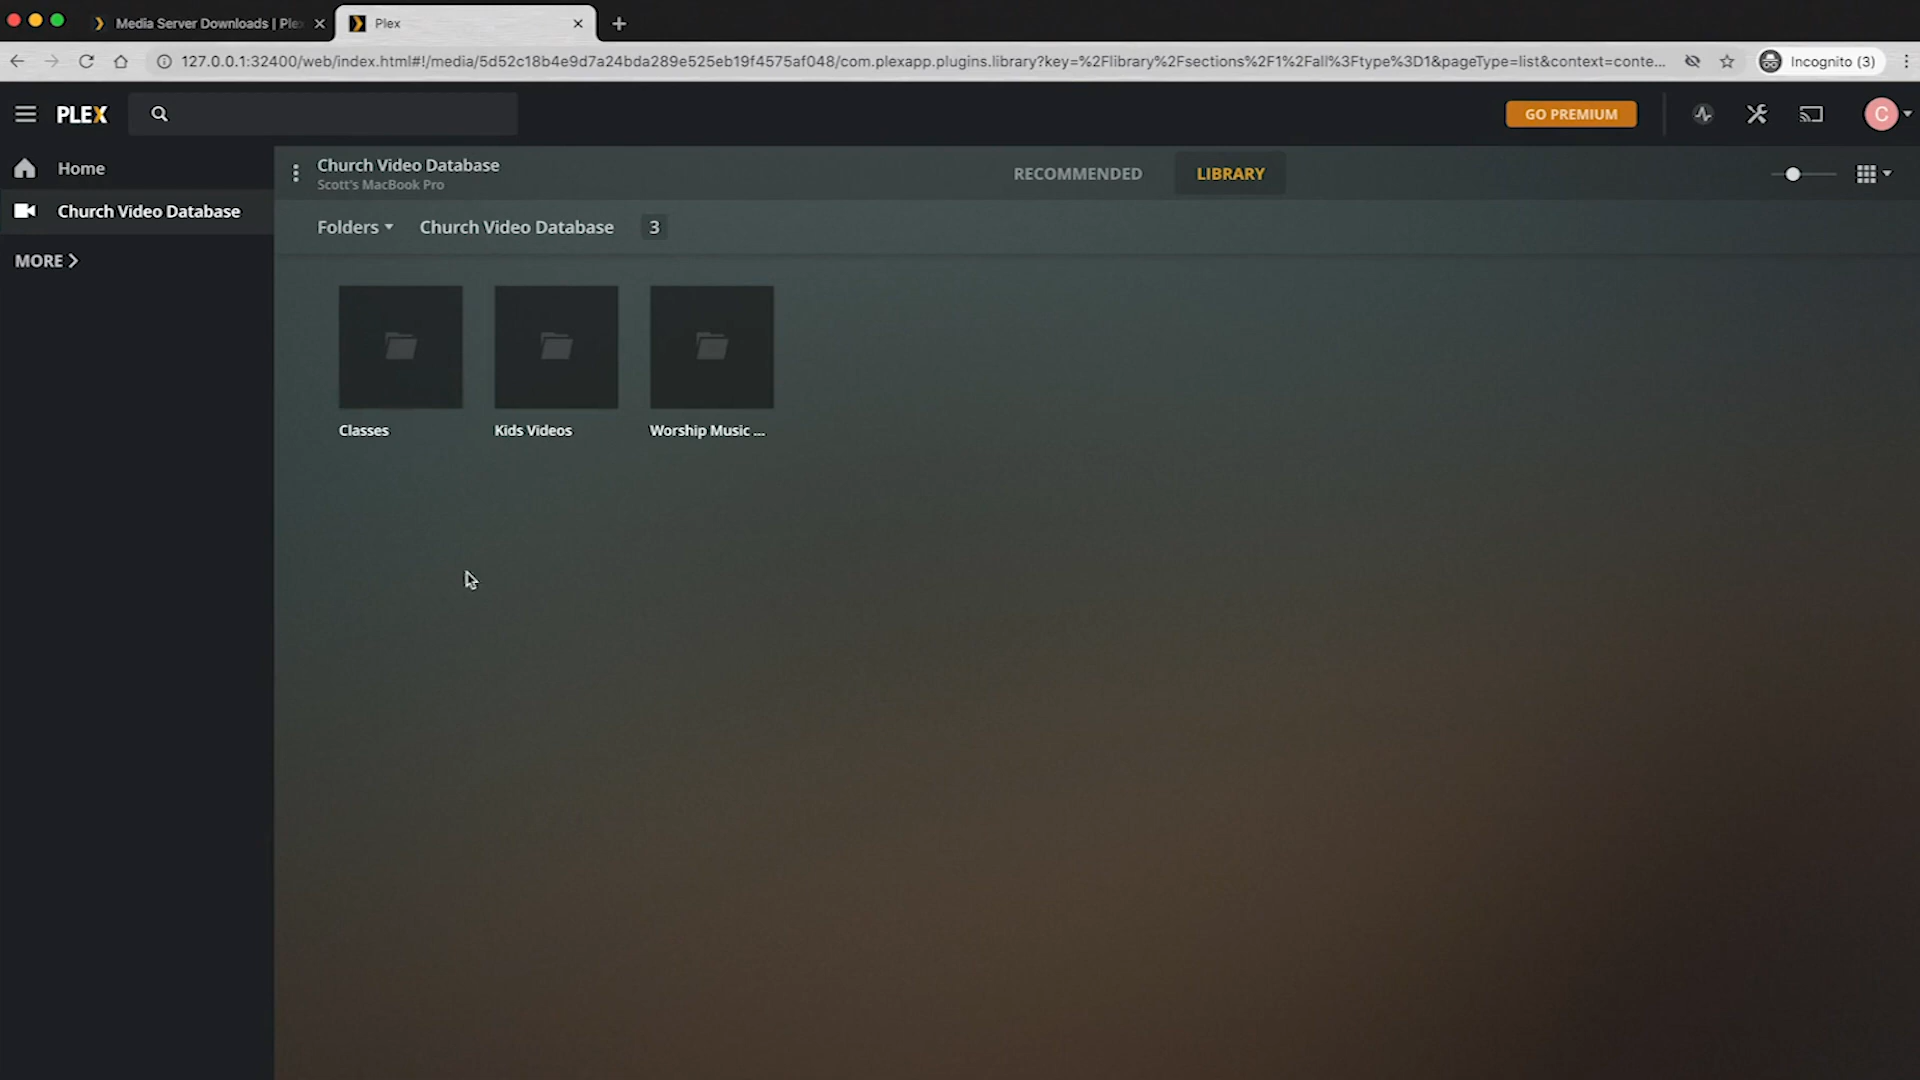 Media Server Downloads | Ple
Plex
127.0.0.1:32400/web/index.html#!/media/5d52c18b4e9d7a24bda289e525eb19f4575af048/com.plexapp.plugins.library?key=%2Flibrary%2Fsections%2F1%2Fall%3Ftype%3D1&pageType=list&context=conte...
Incognito (3)
PLEX
GO PREMIUM
C
Home
Church Video Database
MORE
Church Video Database
Scott's MacBook Pro
RECOMMENDED
LIBRARY
Folders
Church Video Database
3
Classes
Kids Videos
Worship Music ...